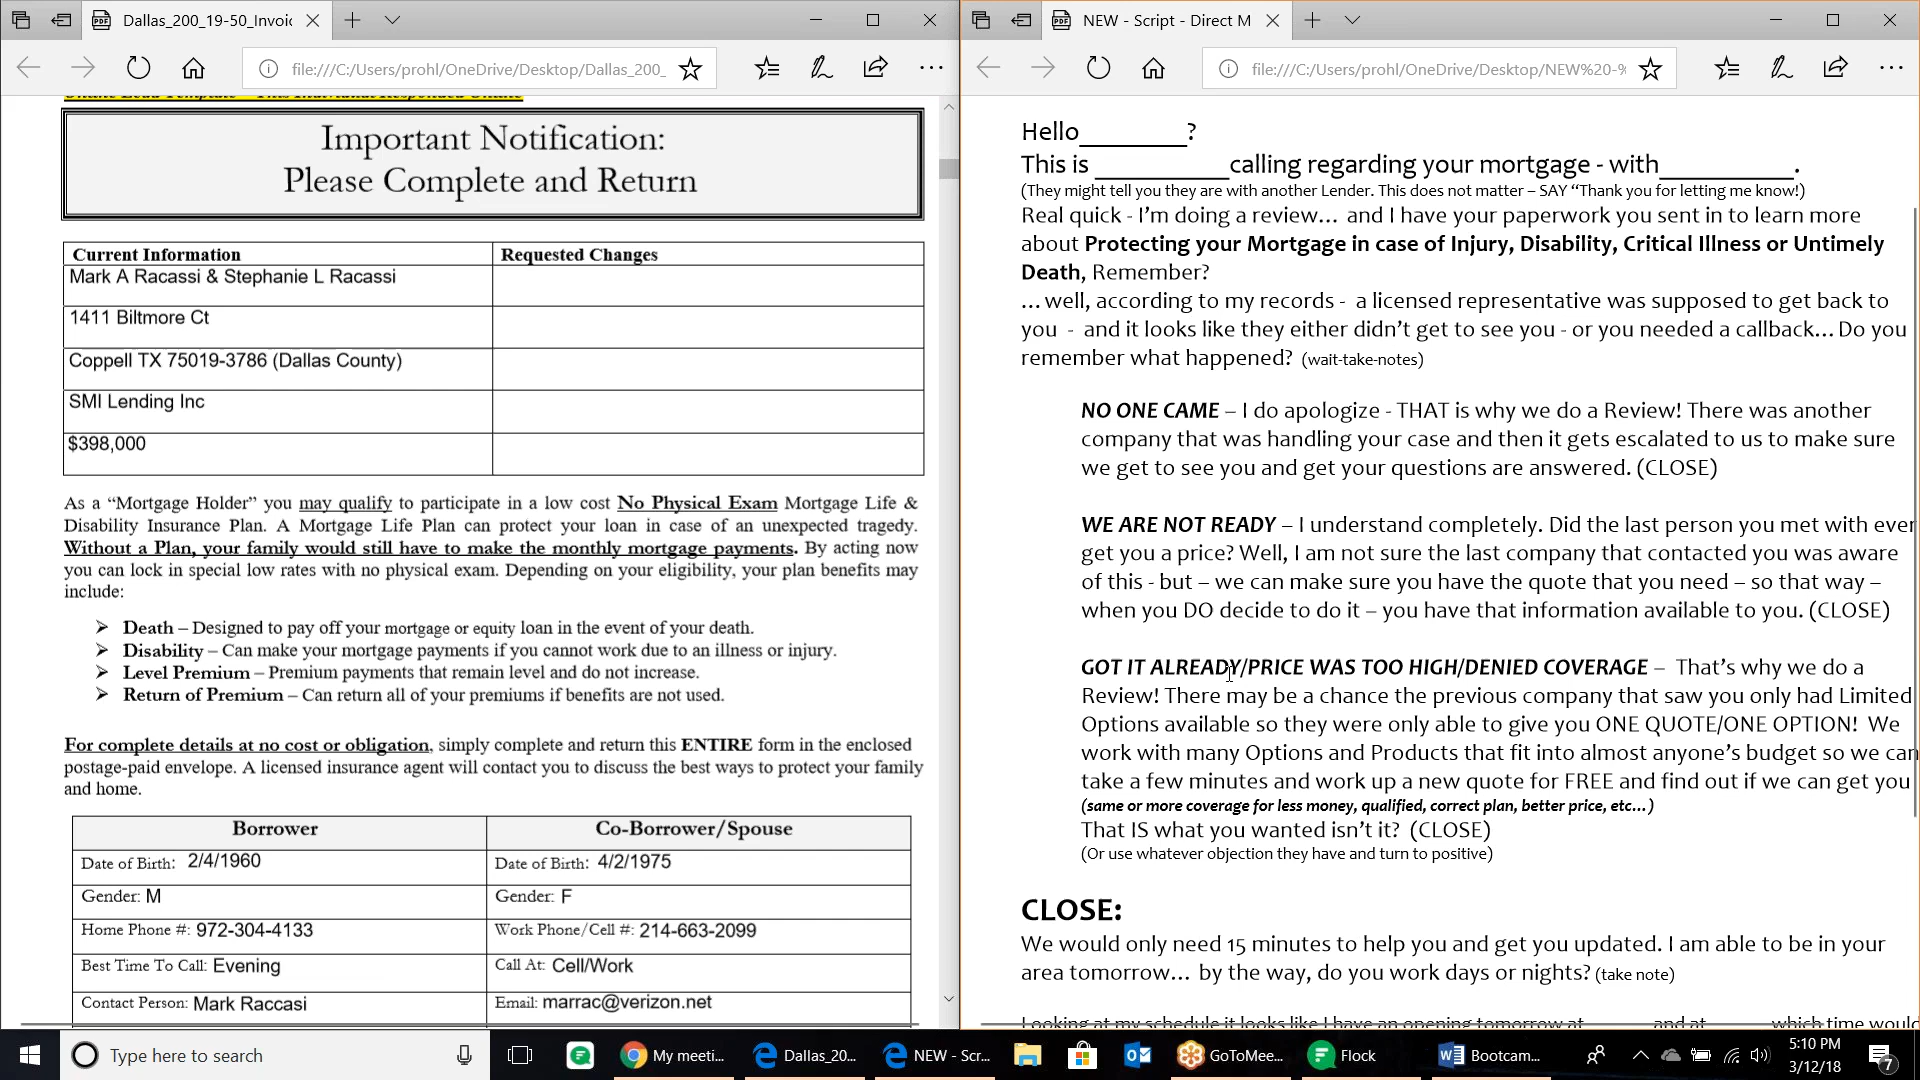 Dallas_200_19-50_Invoic
NEW - Script - Direct M
file:///C:/Users/prohl/OneDrive/Desktop/Dallas_200_
file:///C:/Users/prohl/OneDrive/Desktop/NEW%20-%
Online Lead Template - This Individual Responded Online
Important Notification:
Please Complete and Return
Current Information
Requested Changes
Mark A Racassi & Stephanie L Racassi
1411 Biltmore Ct
Coppell TX 75019-3786 (Dallas County)
SMI Lending Inc
$398,000
As a “Mortgage Holder” you may qualify to participate in a low cost No Physical Exam Mortgage Life &
Disability Insurance Plan. A Mortgage Life Plan can protect your loan in case of an unexpected tragedy.
Without a Plan, your family would still have to make the monthly mortgage payments. By acting now
you can lock in special low rates with no physical exam. Depending on your eligibility, your plan benefits may
include:
➢ Death – Designed to pay off your mortgage or equity loan in the event of your death.
➢ Disability – Can make your mortgage payments if you cannot work due to an illness or injury.
➢ Level Premium – Premium payments that remain level and do not increase.
➢ Return of Premium – Can return all of your premiums if benefits are not used.
For complete details at no cost or obligation, simply complete and return this ENTIRE form in the enclosed
postage-paid envelope. A licensed insurance agent will contact you to discuss the best ways to protect your family
and home.
Borrower
Co-Borrower/Spouse
Date of Birth: 2/4/1960
Date of Birth: 4/2/1975
Gender: M
Gender: F
Home Phone #: 972-304-4133
Work Phone/Cell #: 214-663-2099
Best Time To Call: Evening
Call At: Cell/Work
Contact Person: Mark Raccasi
Email: marrac@verizon.net
Hello_________?
This is ___________calling regarding your mortgage - with___________.
(They might tell you they are with another Lender. This does not matter – SAY “Thank you for letting me know!)
Real quick - I’m doing a review… and I have your paperwork you sent in to learn more
about Protecting your Mortgage in case of Injury, Disability, Critical Illness or Untimely
Death, Remember?
… well, according to my records - a licensed representative was supposed to get back to
you - and it looks like they either didn’t get to see you - or you needed a callback… Do you
remember what happened? (wait-take-notes)
NO ONE CAME – I do apologize - THAT is why we do a Review! There was another
company that was handling your case and then it gets escalated to us to make sure
we get to see you and get your questions are answered. (CLOSE)
WE ARE NOT READY – I understand completely. Did the last person you met with ever
get you a price? Well, I am not sure the last company that contacted you was aware
of this - but – we can make sure you have the quote that you need – so that way –
when you DO decide to do it – you have that information available to you. (CLOSE)
GOT IT ALREADY/PRICE WAS TOO HIGH/DENIED COVERAGE – That’s why we do a
Review! There may be a chance the previous company that saw you only had Limited
Options available so they were only able to give you ONE QUOTE/ONE OPTION! We
work with many Options and Products that fit into almost anyone’s budget so we can
take a few minutes and work up a new quote for FREE and find out if we can get you
(same or more coverage for less money, qualified, correct plan, better price, etc…)
That IS what you wanted isn’t it? (CLOSE)
(Or use whatever objection they have and turn to positive)
CLOSE:
We would only need 15 minutes to help you and get you updated. I am able to be in your
area tomorrow… by the way, do you work days or nights? (take note)
Looking at my schedule it looks like I have an opening tomorrow at ______ and at ______ which time would
Type here to search
My meeti...
Dallas_20...
NEW - Scr...
GoToMee...
Flock
Bootcam...
5:10 PM
3/12/18
7